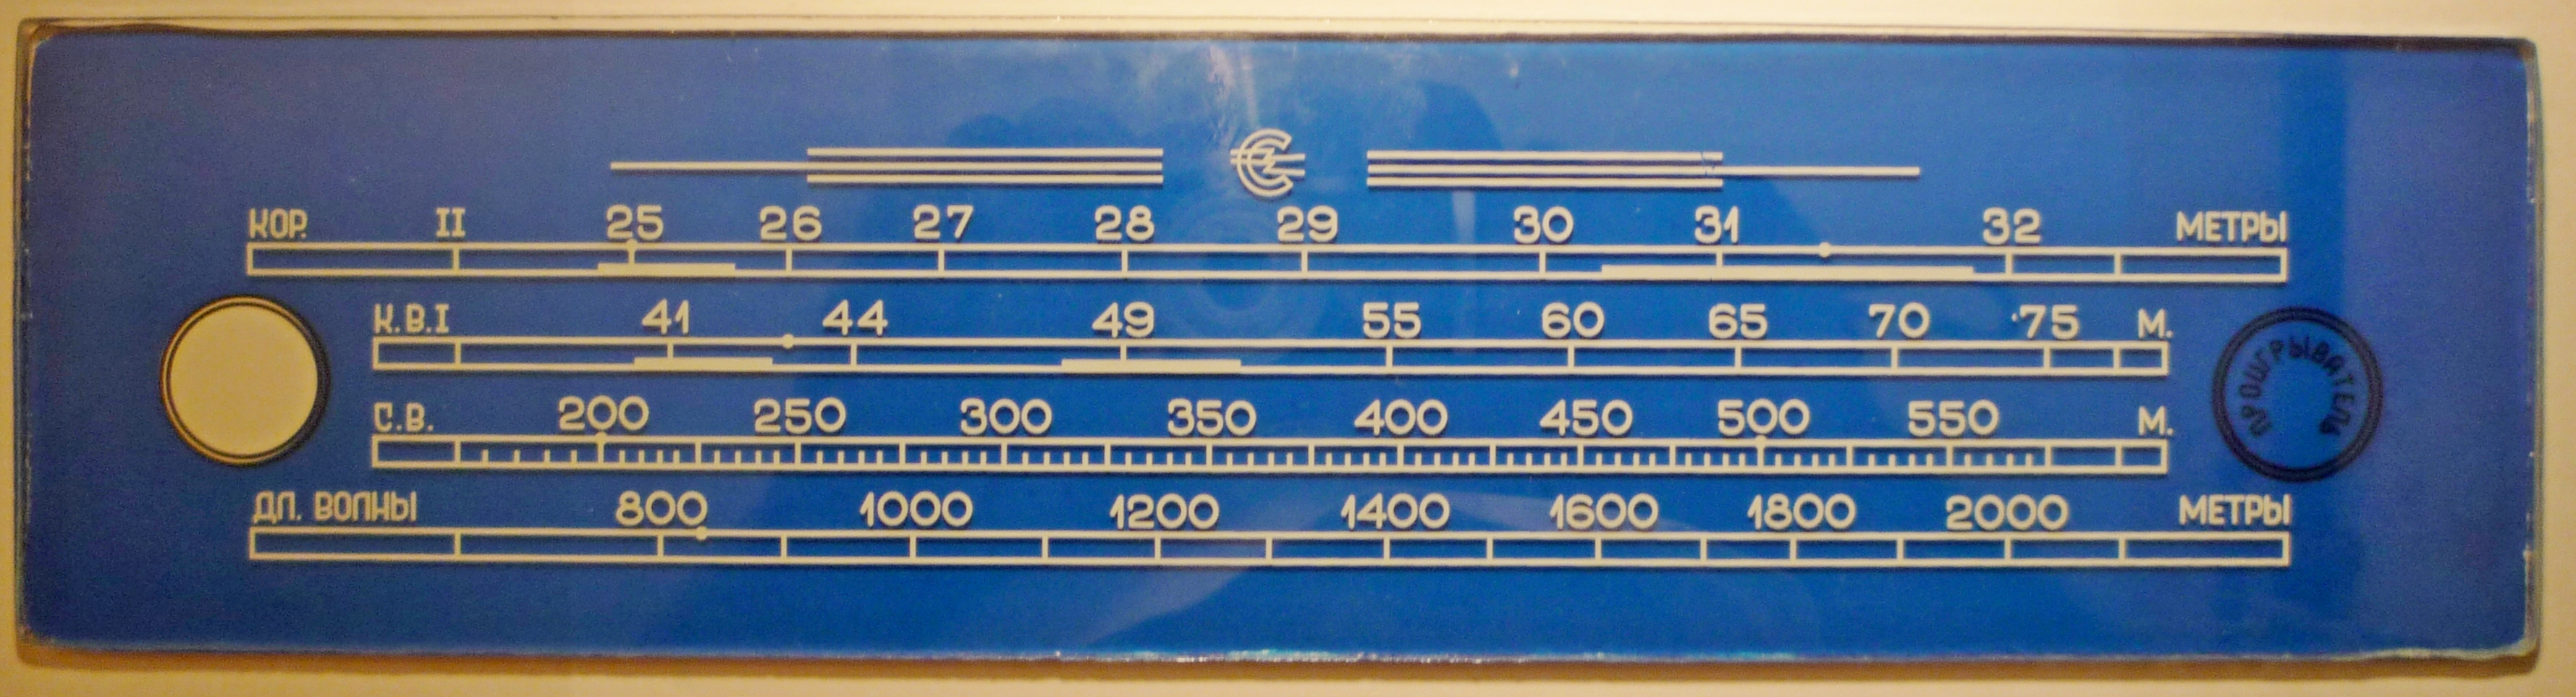 КОР. II 25 26 27 28 29 30 31 32 МЕТРЫ
К.В.I 41 44 49 55 60 65 70 75 М.
ПРОИГРЫВАТЕЛЬ
С.В. 200 250 300 350 400 450 500 550 М.
ДЛ. ВОЛНЫ 800 1000 1200 1400 1600 1800 2000 МЕТРЫ